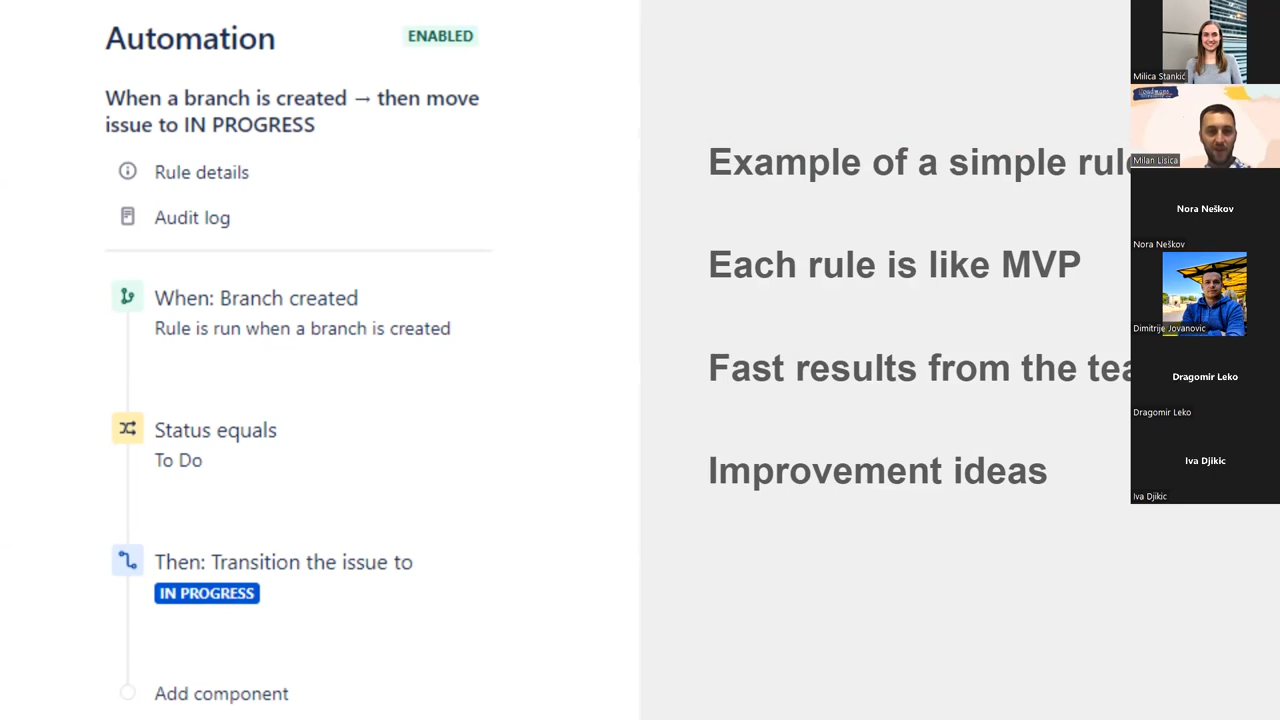 Automation
ENABLED
When a branch is created → then move
issue to IN PROGRESS
Rule details
Audit log
When: Branch created
Rule is run when a branch is created
Status equals
To Do
Then: Transition the issue to
IN PROGRESS
Add component
Example of a simple rule
Each rule is like MVP
Fast results from the
Improvement ideas
Milica Stankić
Milan Lisica
Nora Neškov
Nora Neškov
Dimitrije Jovanovic
Dragomir Leko
Dragomir Leko
Iva Djikic
Iva Djikic